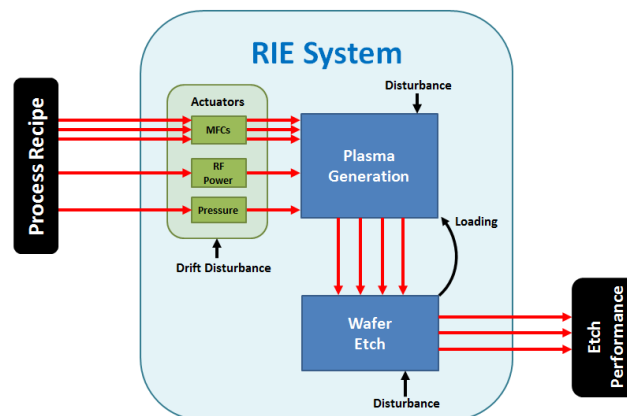 RIE System
Process Recipe
Actuators
MFCs
RF
Power
Pressure
Drift Disturbance
Disturbance
Plasma
Generation
Loading
Wafer
Etch
Disturbance
Etch
Performance